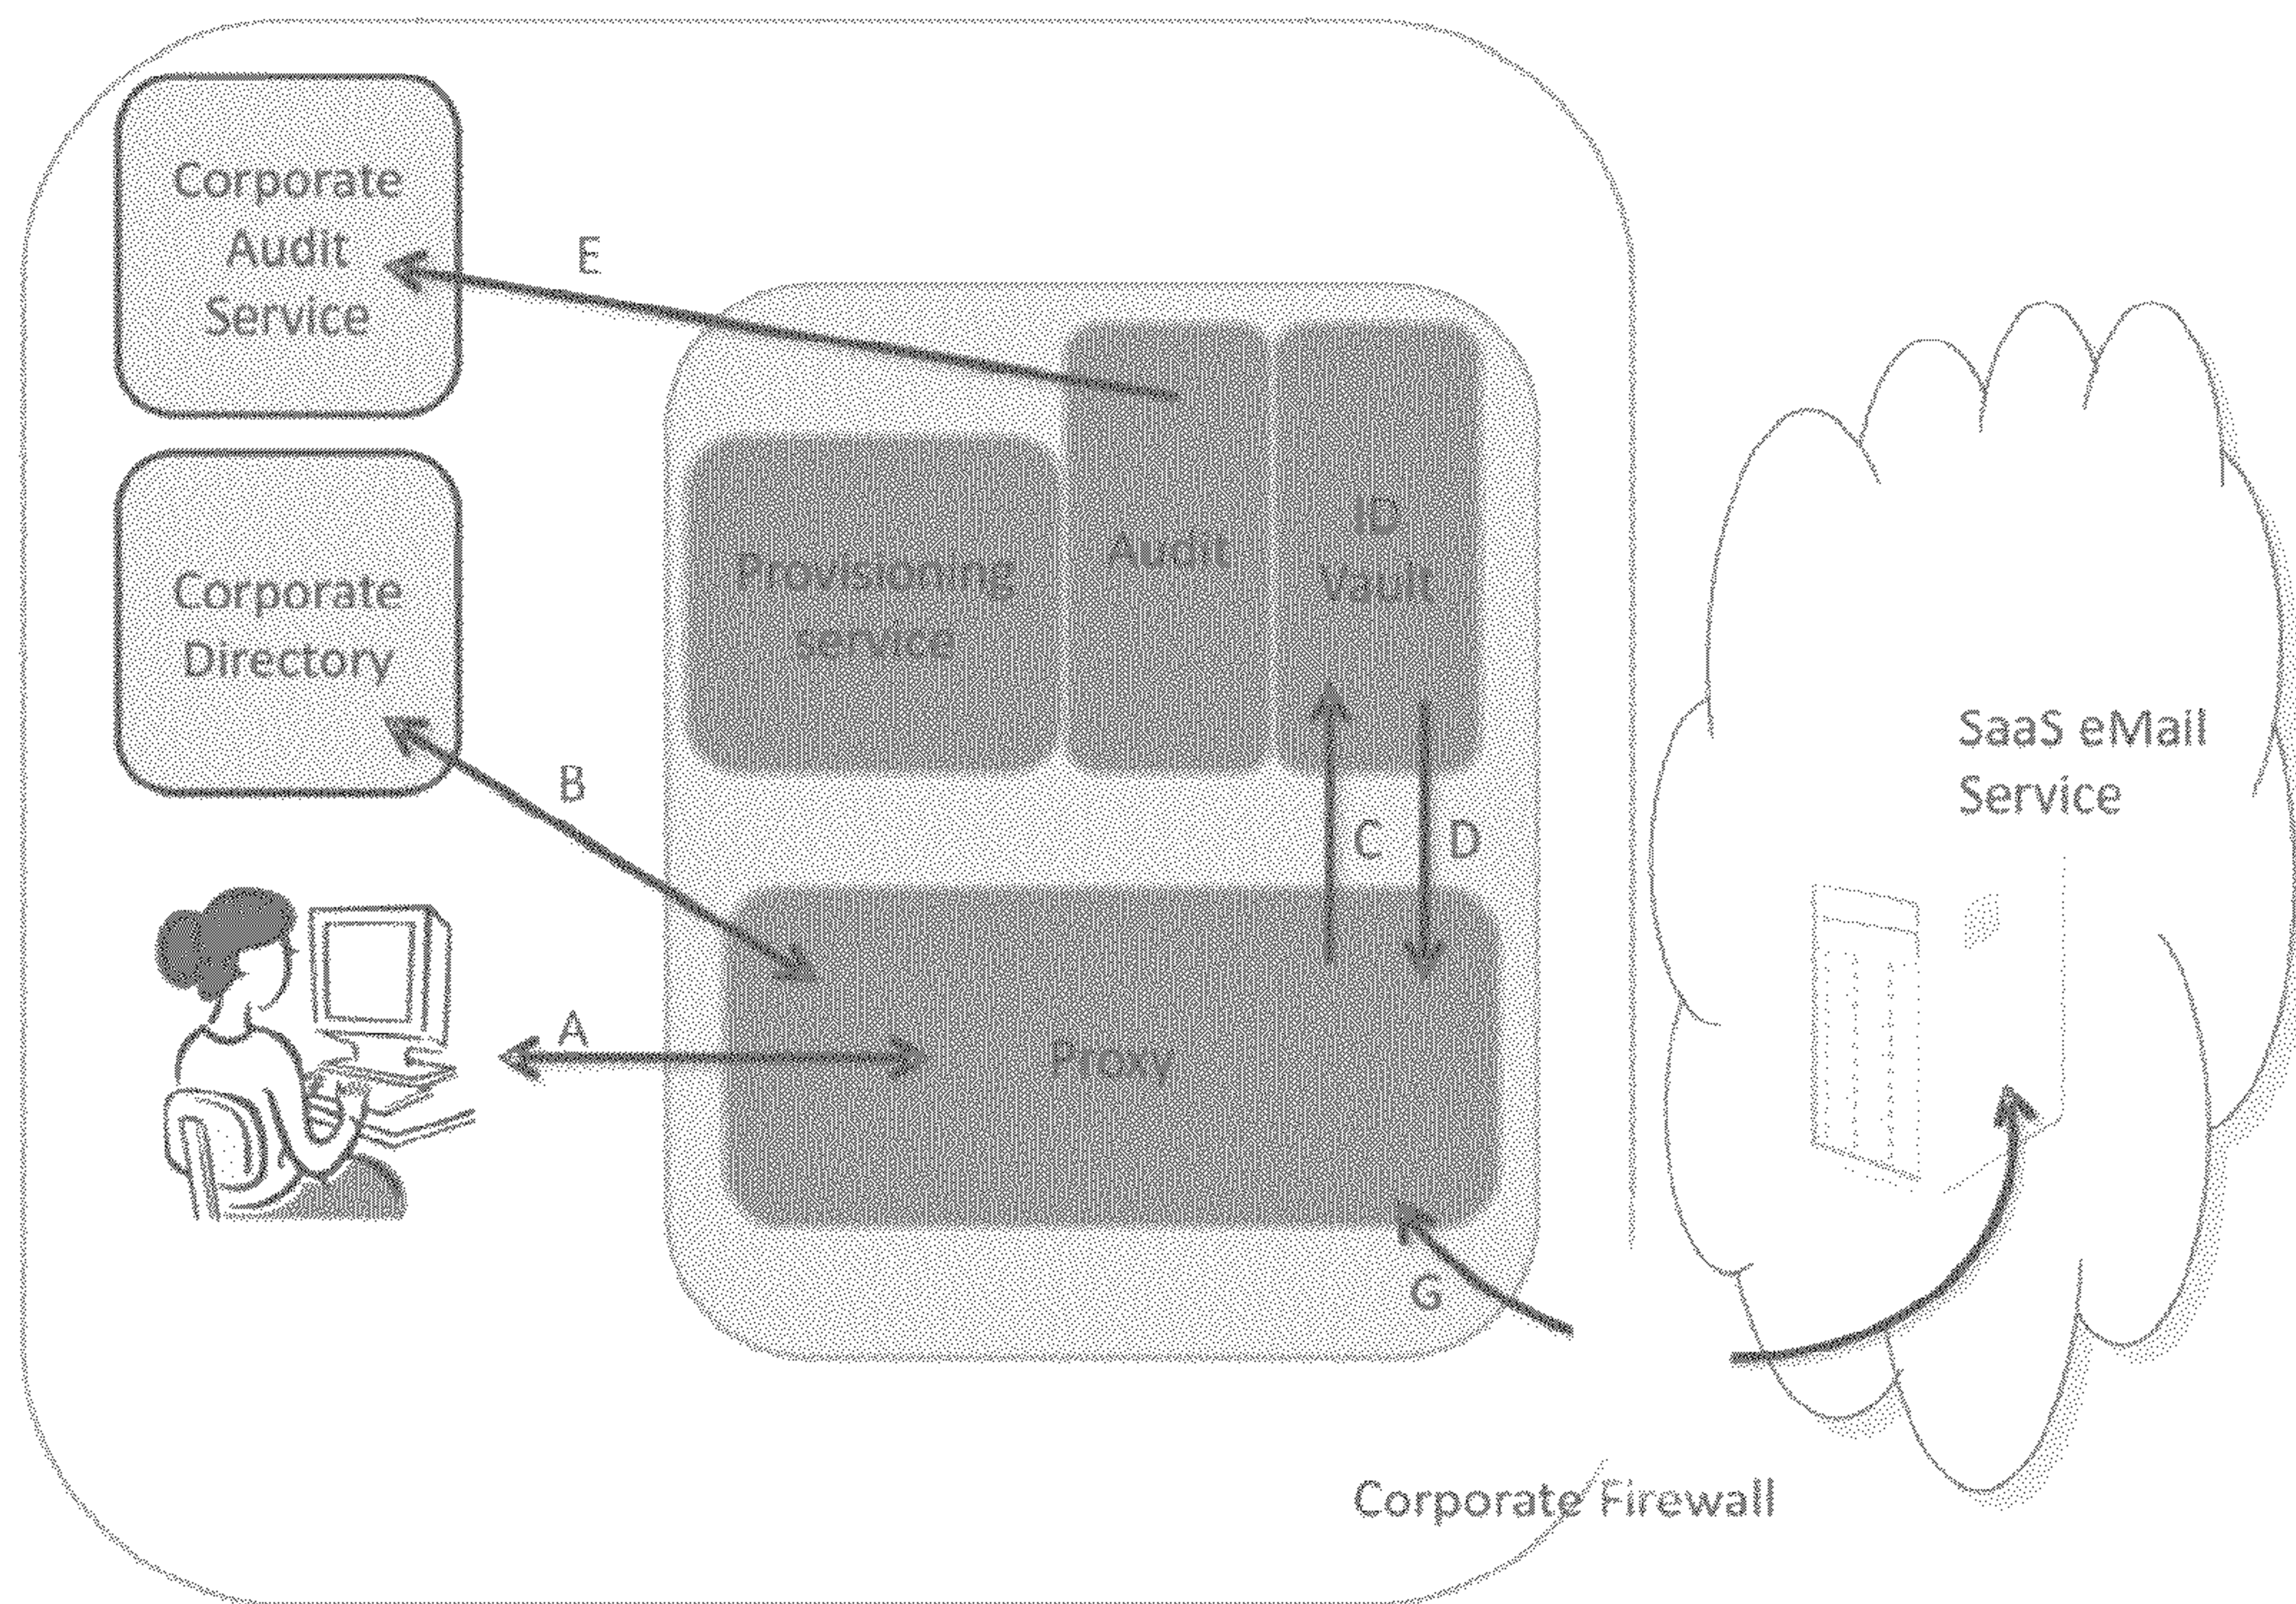 Corporate
Audit
Service
E
Corporate
Directory
Provisioning
service
Audit
ID
Vault
B
C
D
A
Proxy
G
SaaS eMail
Service
Corporate Firewall